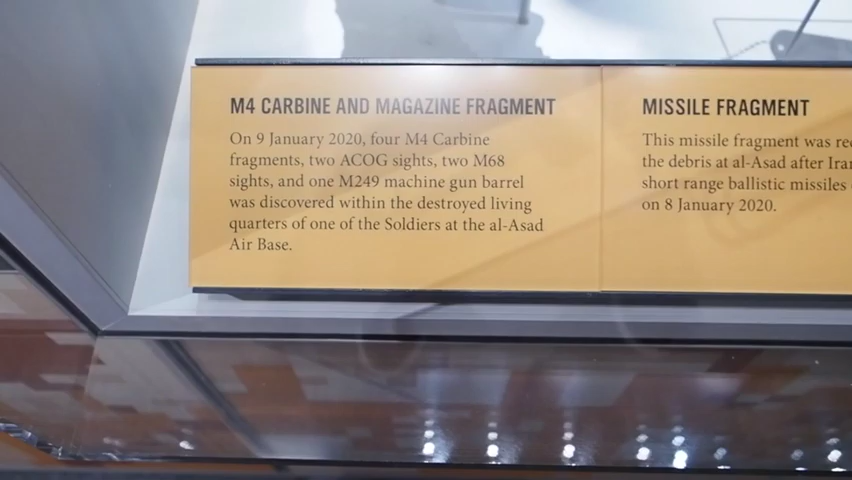 M4 CARBINE AND MAGAZINE FRAGMENT
On 9 January 2020, four M4 Carbine
fragments, two ACOG sights, two M68
sights, and one M249 machine gun barrel
was discovered within the destroyed living
quarters of one of the Soldiers at the al-Asad
Air Base.
MISSILE FRAGMENT
This missile fragment was
the debris at al-Asad after
short range ballistic missiles
on 8 January 2020.